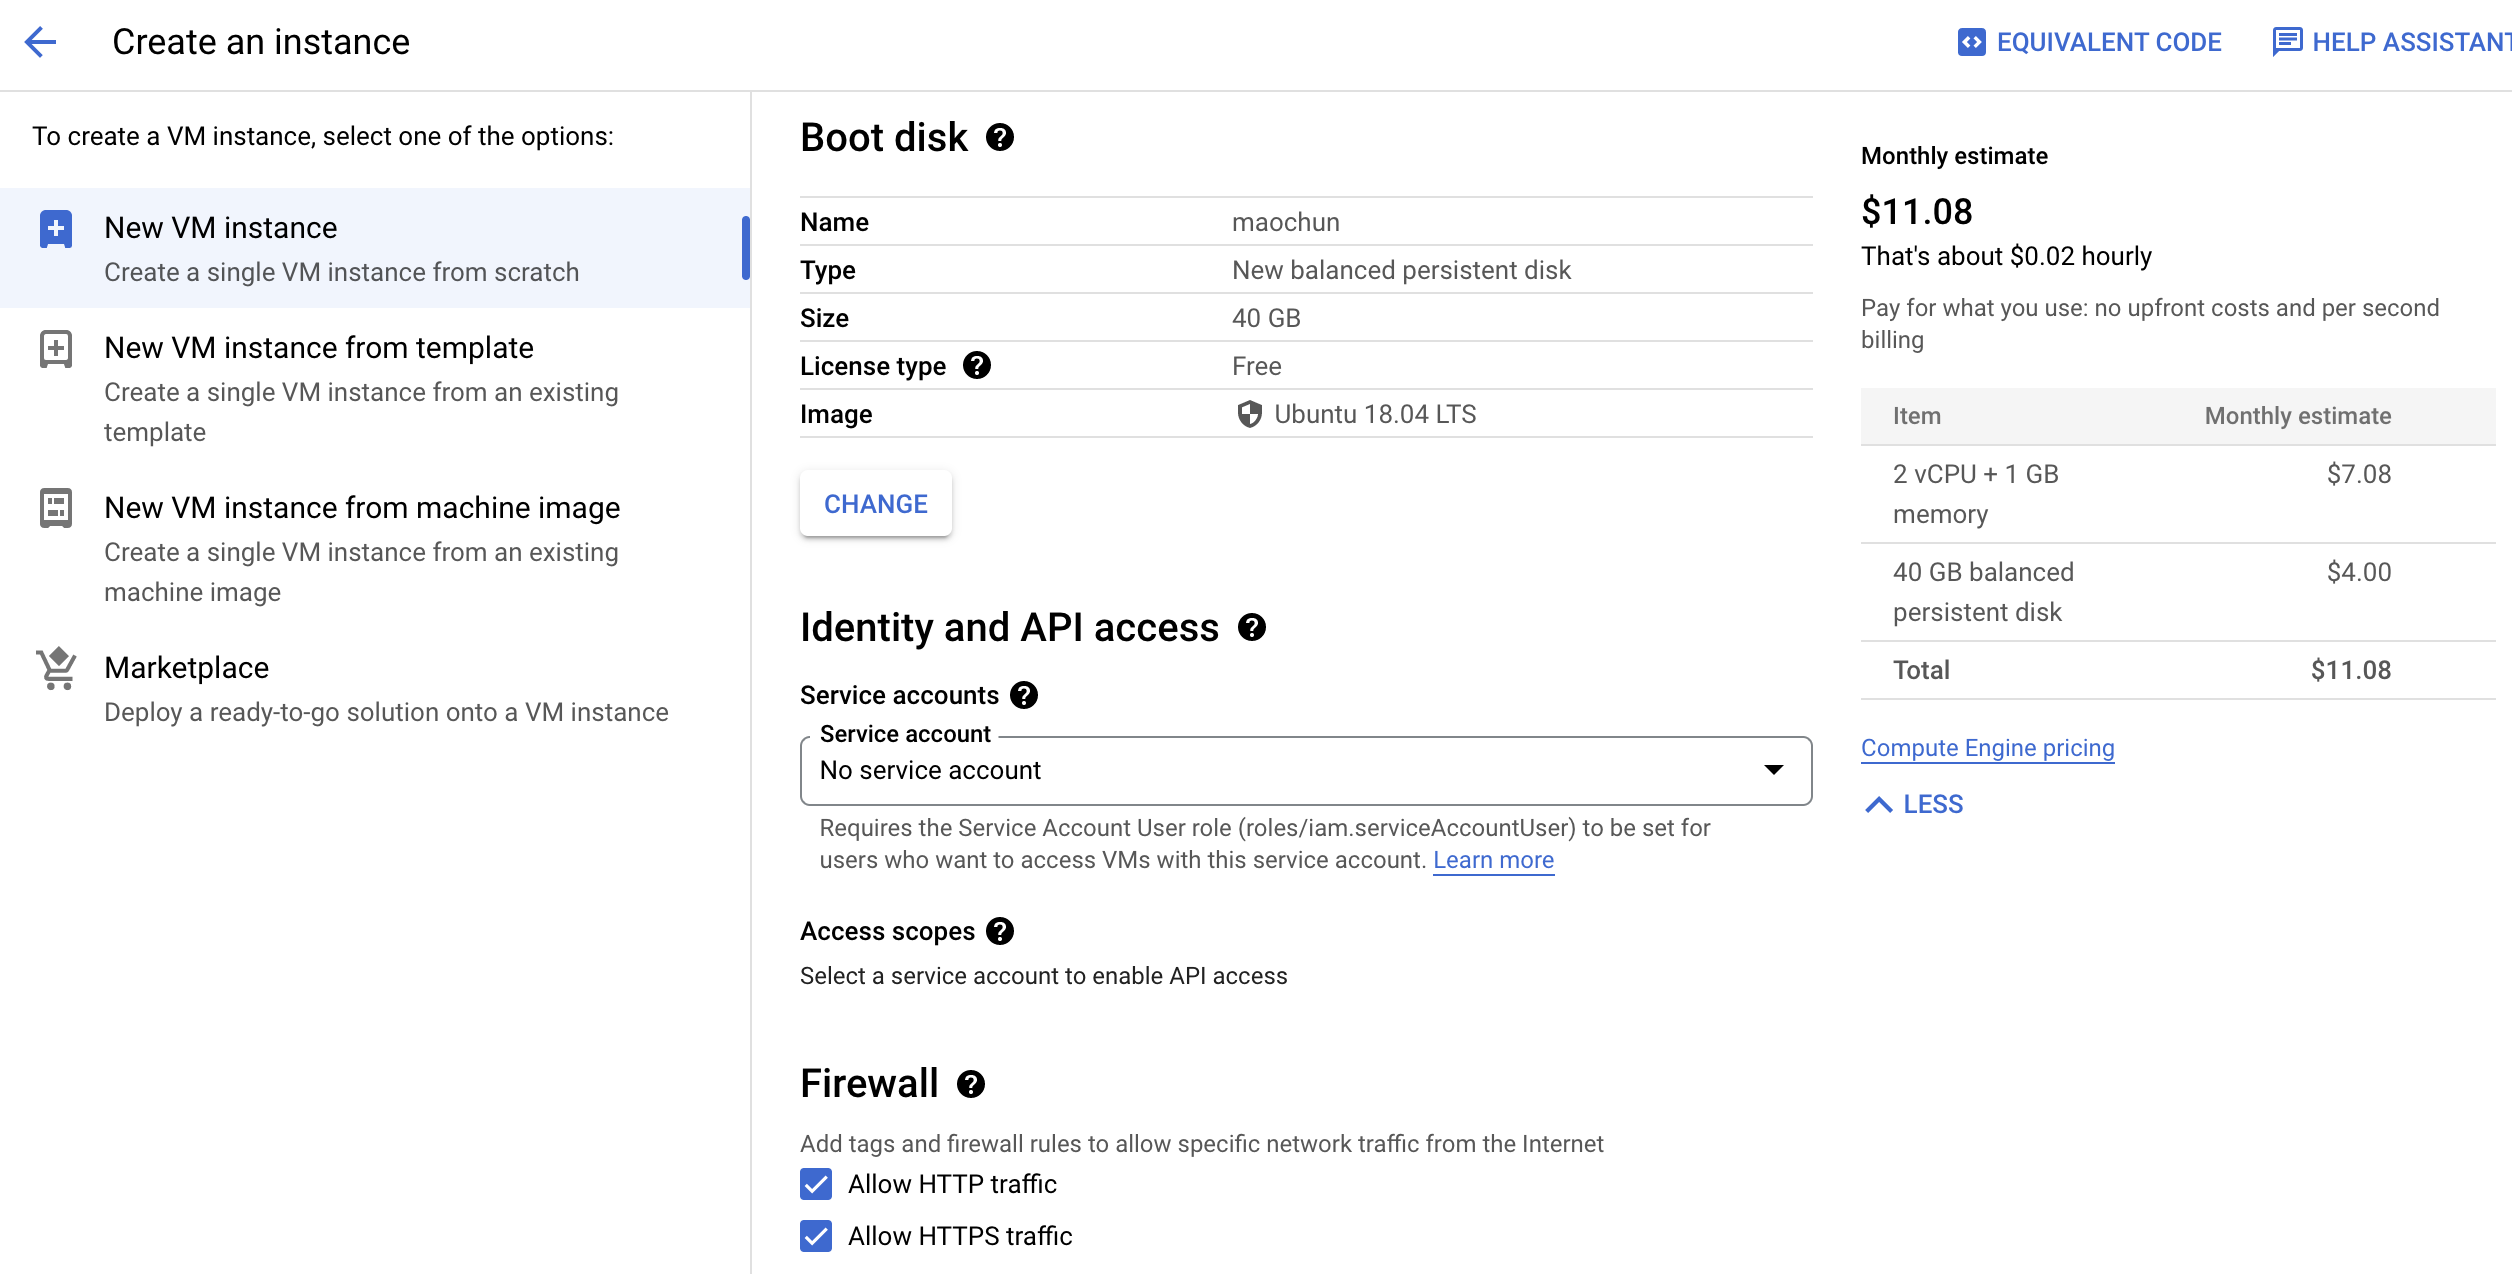 Create an instance
EQUIVALENT CODE
HELP ASSISTANT
To create a VM instance, select one of the options:
New VM instance
Create a single VM instance from scratch
New VM instance from template
Create a single VM instance from an existing
template
New VM instance from machine image
Create a single VM instance from an existing
machine image
Marketplace
Deploy a ready-to-go solution onto a VM instance
Boot disk
Name maochun
Type New balanced persistent disk
Size 40 GB
License type Free
Image Ubuntu 18.04 LTS
CHANGE
Identity and API access
Service accounts
Service account
No service account
Requires the Service Account User role (roles/iam.serviceAccountUser) to be set for
users who want to access VMs with this service account. Learn more
Access scopes
Select a service account to enable API access
Firewall
Add tags and firewall rules to allow specific network traffic from the Internet
Allow HTTP traffic
Allow HTTPS traffic
Monthly estimate
$11.08
That's about $0.02 hourly
Pay for what you use: no upfront costs and per second
billing
Item Monthly estimate
2 vCPU + 1 GB $7.08
memory
40 GB balanced $4.00
persistent disk
Total $11.08
Compute Engine pricing
LESS